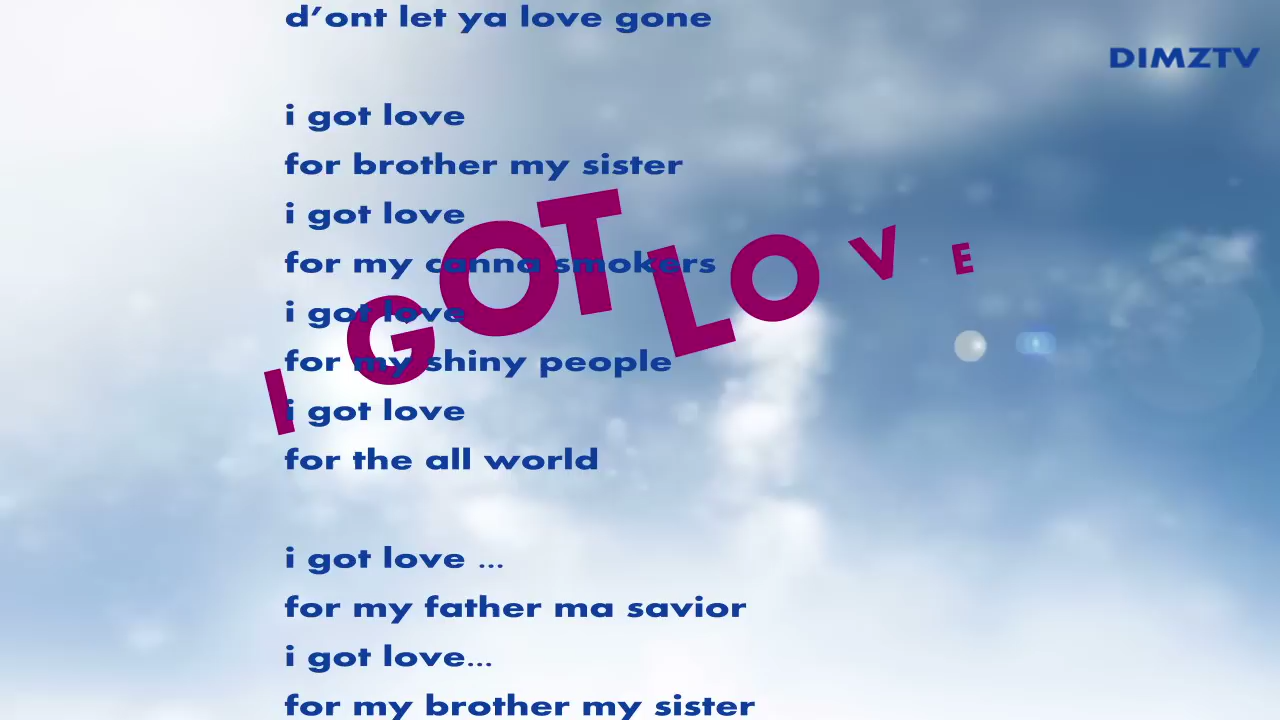 d’ont let ya love gone
DIMZTV
i got love
for brother my sister
i got love
for my canna smokers
i got love
for my shiny people
i got love
for the all world
I GOT LOVE
i got love ...
for my father ma savior
i got love...
for my brother my sister